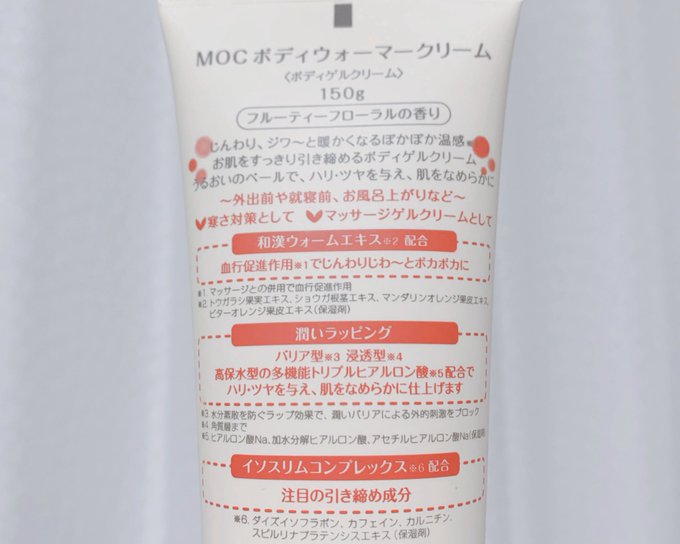 MOC ボディウォーマークリーム
〈ボディゲルクリーム〉
150g
フルーティーフローラルの香り
じんわり、ジワ〜と暖かくなるぽかぽか温感※
お肌をすっきり引き締めるボディゲルクリーム
うるおいのベールで、ハリ・ツヤを与え、肌をなめらかに
〜外出前や就寝前、お風呂上がりなど〜
寒さ対策として マッサージゲルクリームとして
和漢ウォームエキス※2 配合
血行促進作用※1でじんわりじわ〜とポカポカに
※1 マッサージとの併用で血行促進作用
※2 トウガラシ果実エキス、ショウガ根茎エキス、マンダリンオレンジ果皮エキス、
ビターオレンジ果皮エキス(保湿剤)
潤いラッピング
バリア型※3 浸透型※4
高保水型の多機能トリプルヒアルロン酸※5配合で
ハリ・ツヤを与え、肌をなめらかに仕上げます
※3 水分蒸散を防ぐラップ効果で、潤いバリアによる外的刺激をブロック
※4 角質層まで
※5 ヒアルロン酸Na、加水分解ヒアルロン酸、アセチルヒアルロン酸Na(保湿剤)
イソスリムコンプレックス※6 配合
注目の引き締め成分
※6. ダイズイソフラボン、カフェイン、カルニチン、
スピルリナプラテンシスエキス (保湿剤)